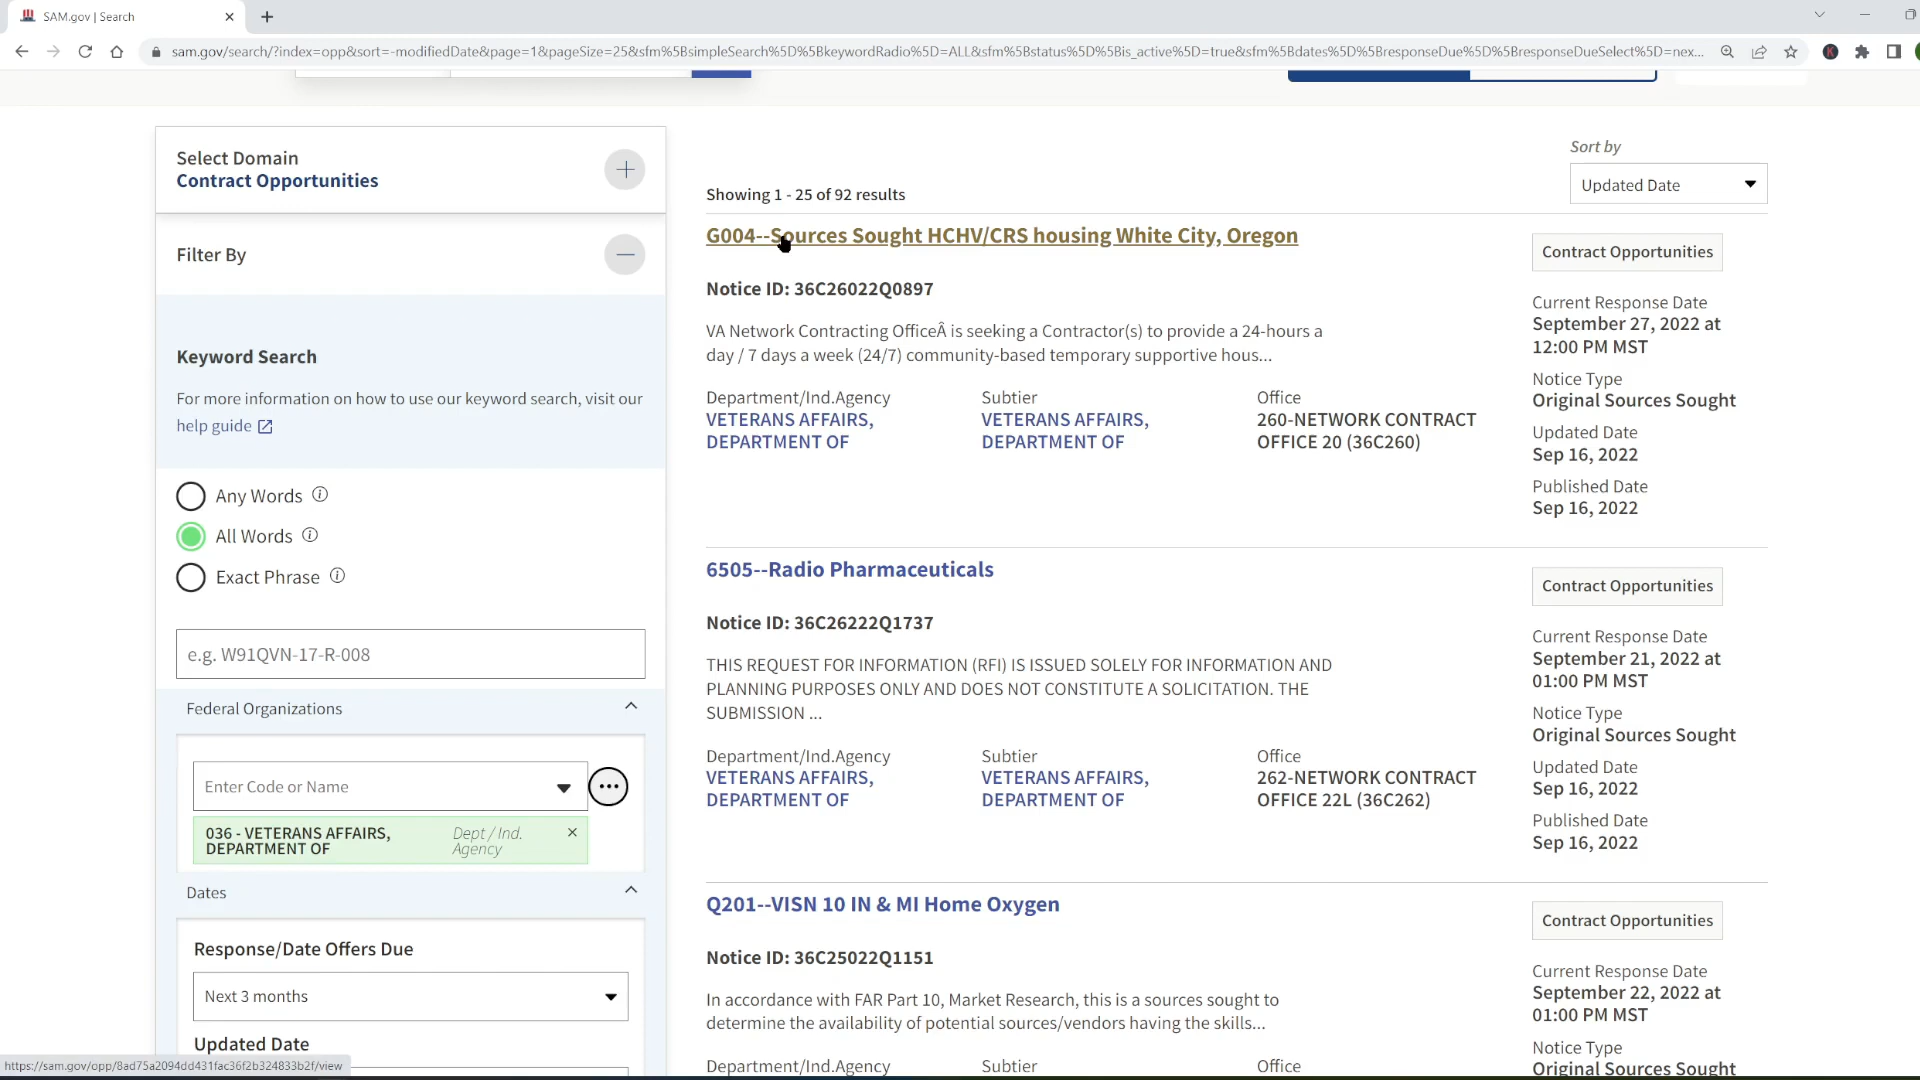 SAM.gov | Search
sam.gov/search/?index=opp&sort=-modifiedDate&page=1&pageSize=25&sfm%5BsimpleSearch%5D%5BkeywordRadio%5D=ALL&sfm%5Bstatus%5D%5Bis_active%5D=true&sfm%5Bdates%5D%5BresponseDue%5D%5BresponseDueSelect%5D=nex...
K
Select Domain
Contract Opportunities
Filter By
Keyword Search
For more information on how to use our keyword search, visit our
help guide
Any Words
All Words
Exact Phrase
e.g. W91QVN-17-R-008
Federal Organizations
Enter Code or Name
036 - VETERANS AFFAIRS, Dept / Ind.
DEPARTMENT OF Agency
Dates
Response/Date Offers Due
Next 3 months
Updated Date
https://sam.gov/opp/8ad75a2094dd431fac36f2b324833b2f/view
Sort by
Updated Date
Showing 1 - 25 of 92 results
G004--Sources Sought HCHV/CRS housing White City, Oregon
Notice ID: 36C26022Q0897
VA Network Contracting OfficeÂ is seeking a Contractor(s) to provide a 24-hours a
day / 7 days a week (24/7) community-based temporary supportive hous...
Department/Ind.Agency Subtier Office
VETERANS AFFAIRS, VETERANS AFFAIRS, 260-NETWORK CONTRACT
DEPARTMENT OF DEPARTMENT OF OFFICE 20 (36C260)
Contract Opportunities
Current Response Date
September 27, 2022 at
12:00 PM MST
Notice Type
Original Sources Sought
Updated Date
Sep 16, 2022
Published Date
Sep 16, 2022
6505--Radio Pharmaceuticals
Notice ID: 36C26222Q1737
THIS REQUEST FOR INFORMATION (RFI) IS ISSUED SOLELY FOR INFORMATION AND
PLANNING PURPOSES ONLY AND DOES NOT CONSTITUTE A SOLICITATION. THE
SUBMISSION ...
Department/Ind.Agency Subtier Office
VETERANS AFFAIRS, VETERANS AFFAIRS, 262-NETWORK CONTRACT
DEPARTMENT OF DEPARTMENT OF OFFICE 22L (36C262)
Contract Opportunities
Current Response Date
September 21, 2022 at
01:00 PM MST
Notice Type
Original Sources Sought
Updated Date
Sep 16, 2022
Published Date
Sep 16, 2022
Q201--VISN 10 IN & MI Home Oxygen
Notice ID: 36C25022Q1151
In accordance with FAR Part 10, Market Research, this is a sources sought to
determine the availability of potential sources/vendors having the skills...
Department/Ind.Agency Subtier Office
Contract Opportunities
Current Response Date
September 22, 2022 at
01:00 PM MST
Notice Type
Original Sources Sought